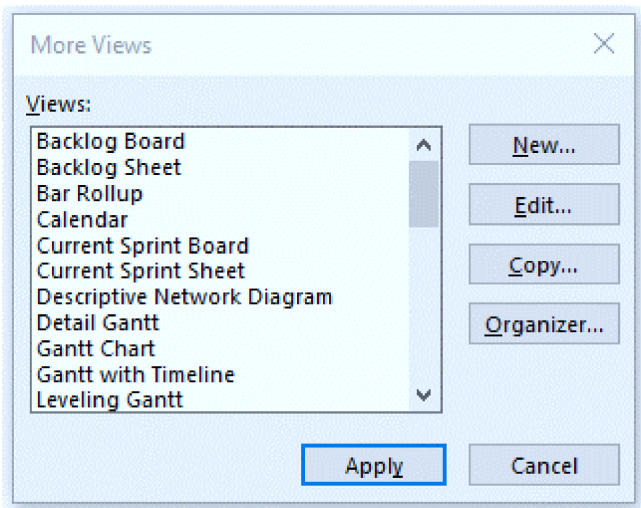 More Views
Views:
Backlog Board
Backlog Sheet
Bar Rollup
Calendar
Current Sprint Board
Current Sprint Sheet
Descriptive Network Diagram
Detail Gantt
Gantt Chart
Gantt with Timeline
Leveling Gantt
New...
Edit...
Copy...
Organizer...
Apply
Cancel